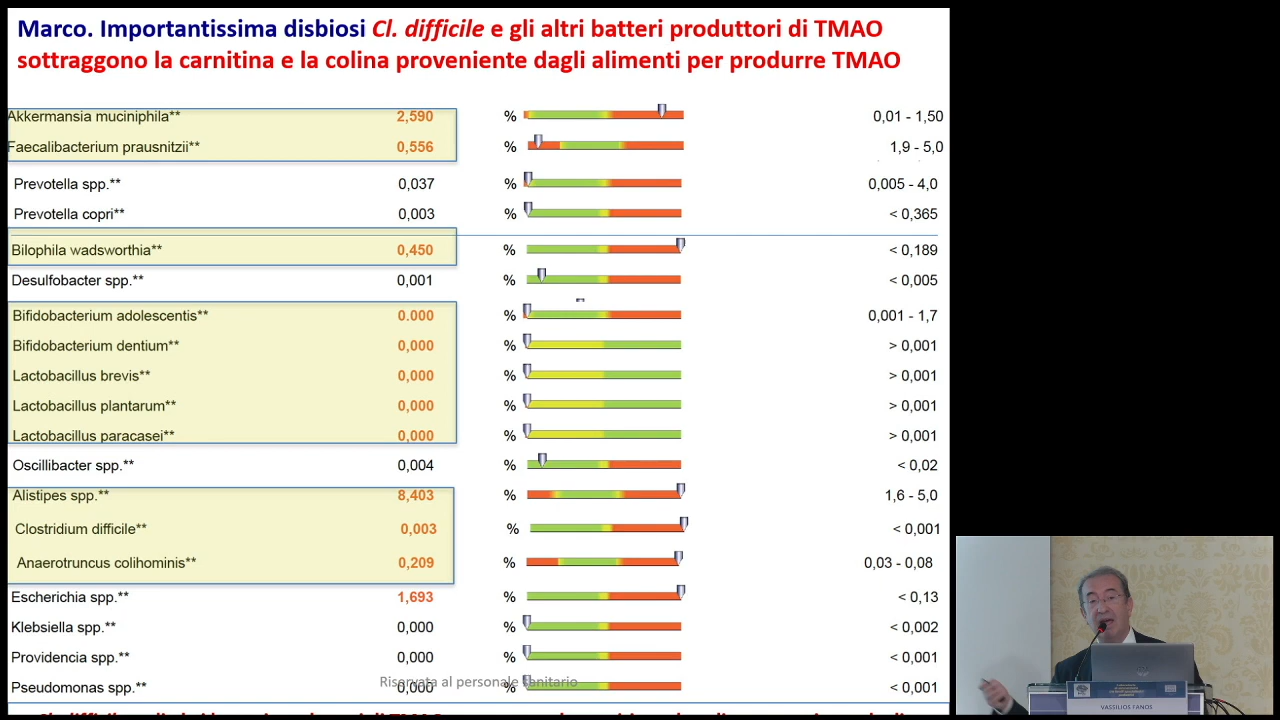 Marco. Importantissima disbiosi Cl. difficile e gli altri batteri produttori di TMAO
sottraggono la carnitina e la colina proveniente dagli alimenti per produrre TMAO
Akkermansia muciniphila** 2,590 % 0,01 - 1,50
Faecalibacterium prausnitzii** 0,556 % 1,9 - 5,0
Prevotella spp.** 0,037 % 0,005 - 4,0
Prevotella copri** 0,003 % < 0,365
Bilophila wadsworthia** 0,450 % < 0,189
Desulfobacter spp.** 0,001 % < 0,005
Bifidobacterium adolescentis** 0.000 % 0,001 - 1,7
Bifidobacterium dentium** 0,000 % > 0,001
Lactobacillus brevis** 0,000 % > 0,001
Lactobacillus plantarum** 0,000 % > 0,001
Lactobacillus paracasei** 0,000 % > 0,001
Oscillibacter spp.** 0,004 % < 0,02
Alistipes spp.** 8,403 % 1,6 - 5,0
Clostridium difficile** 0,003 % < 0,001
Anaerotruncus colihominis** 0,209 % 0,03 - 0,08
Escherichia spp.** 1,693 % < 0,13
Klebsiella spp.** 0,000 % < 0,002
Providencia spp.** 0,000 % < 0,001
Pseudomonas spp.** 0,000 % < 0,001
Riservata al personale sanitario
VASSILIOS FANOS